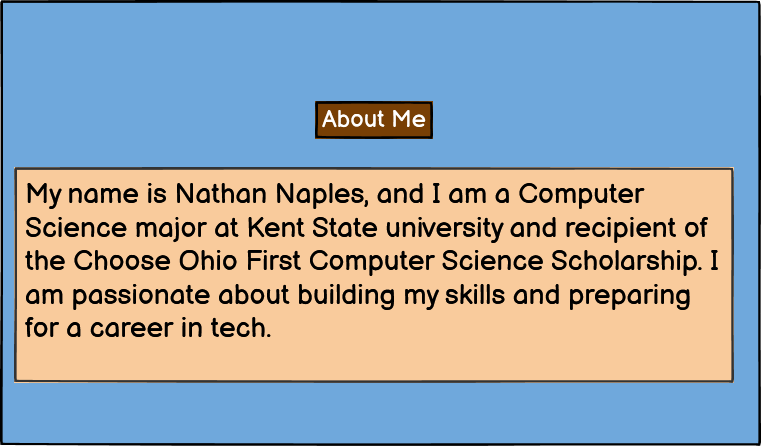 About Me
My name is Nathan Naples, and I am a Computer
Science major at Kent State university and recipient of
the Choose Ohio First Computer Science Scholarship. I
am passionate about building my skills and preparing
for a career in tech.